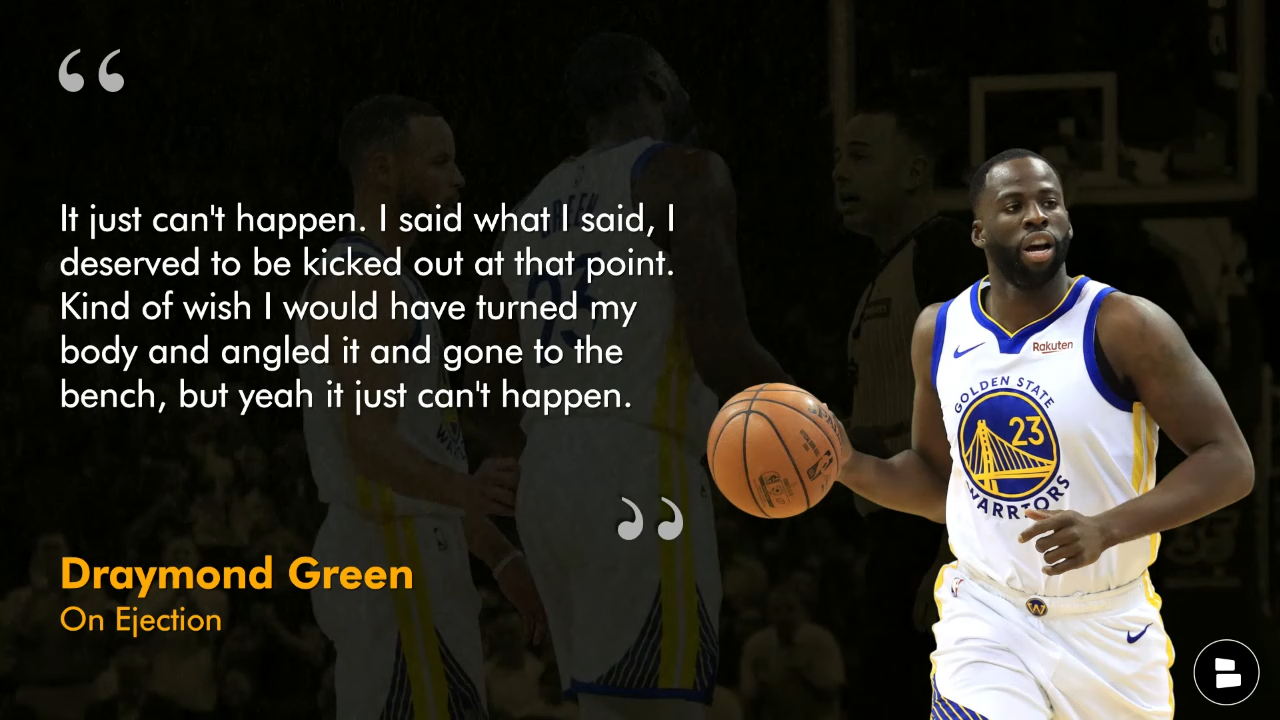 “
It just can't happen. I said what I said, I
deserved to be kicked out at that point.
Kind of wish I would have turned my
body and angled it and gone to the
bench, but yeah it just can't happen.
”
Draymond Green
On Ejection
Rakuten
GOLDEN STATE
23
WARRIORS